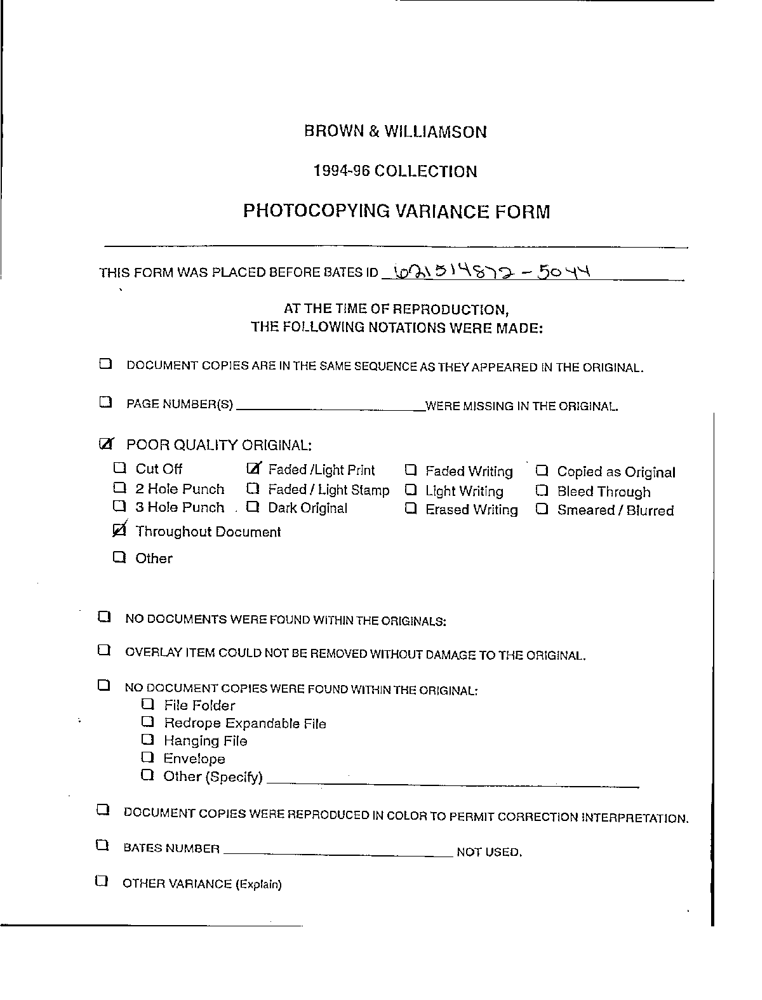 BROWN & WILLIAMSON
1994-96 COLLECTION
PHOTOCOPYING VARIANCE FORM
THIS FORM WAS PLACED BEFORE BATES ID 621514872 - 5044
AT THE TIME OF REPRODUCTION,
THE FOLLOWING NOTATIONS WERE MADE:
DOCUMENT COPIES ARE IN THE SAME SEQUENCE AS THEY APPEARED IN THE ORIGINAL.
PAGE NUMBER(S) WERE MISSING IN THE ORIGINAL.
POOR QUALITY ORIGINAL:
Cut Off Faded /Light Print Faded Writing Copied as Original
2 Hole Punch Faded / Light Stamp Light Writing Bleed Through
3 Hole Punch Dark Original Erased Writing Smeared / Blurred
Throughout Document
Other
NO DOCUMENTS WERE FOUND WITHIN THE ORIGINALS:
OVERLAY ITEM COULD NOT BE REMOVED WITHOUT DAMAGE TO THE ORIGINAL.
NO DOCUMENT COPIES WERE FOUND WITHIN THE ORIGINAL:
File Folder
Redrope Expandable File
Hanging File
Envelope
Other (Specify)
DOCUMENT COPIES WERE REPRODUCED IN COLOR TO PERMIT CORRECTION INTERPRETATION.
BATES NUMBER NOT USED.
OTHER VARIANCE (Explain)